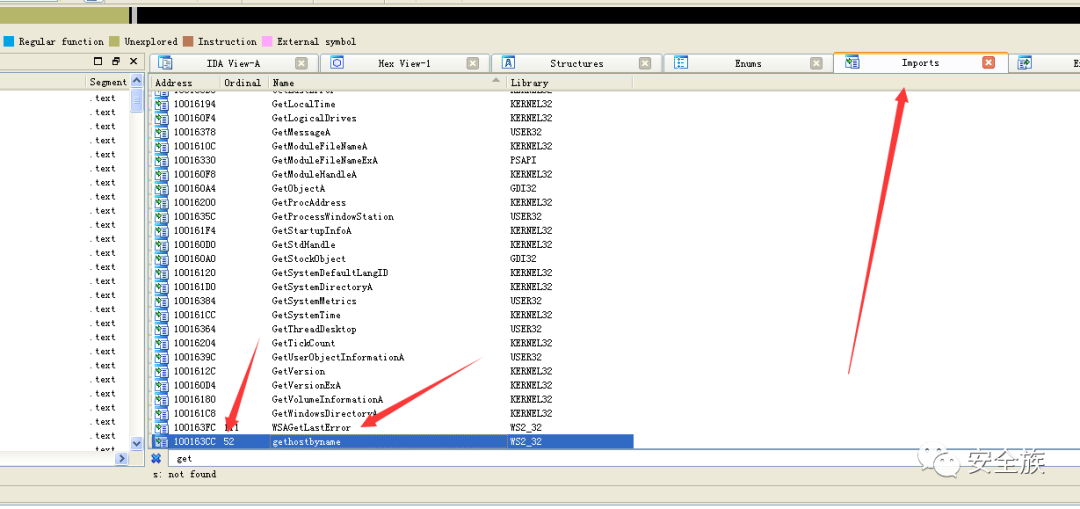 Regular function Unexplored Instruction External symbol
IDA View-A Hex View-1 Structures Enums Imports
Segment Address Ordinal Name Library
.text 10016194 GetLocalTime KERNEL32
.text 100160F4 GetLogicalDrives KERNEL32
.text 10016378 GetMessageA USER32
.text 1001610C GetModuleFileNameA KERNEL32
.text 10016330 GetModuleFileNameExA PSAPI
.text 100160F8 GetModuleHandleA KERNEL32
.text 100160A4 GetObjectA GDI32
.text 10016200 GetProcAddress KERNEL32
.text 1001635C GetProcessWindowStation USER32
.text 100161F4 GetStartupInfoA KERNEL32
.text 100160D0 GetStdHandle KERNEL32
.text 100160A0 GetStockObject GDI32
.text 10016120 GetSystemDefaultLangID KERNEL32
.text 100161D0 GetSystemDirectoryA KERNEL32
.text 10016384 GetSystemMetrics USER32
.text 100161CC GetSystemTime KERNEL32
.text 10016364 GetThreadDesktop USER32
.text 10016204 GetTickCount KERNEL32
.text 1001639C GetUserObjectInformationA USER32
.text 1001612C GetVersion KERNEL32
.text 100160D4 GetVersionExA KERNEL32
.text 10016180 GetVolumeInformationA KERNEL32
.text 100161C8 GetWindowsDirectoryA KERNEL32
.text 100163FC WSAGetLastError WS2_32
.text 100163CC 52 gethostbyname WS2_32
get
s: not found
安全族